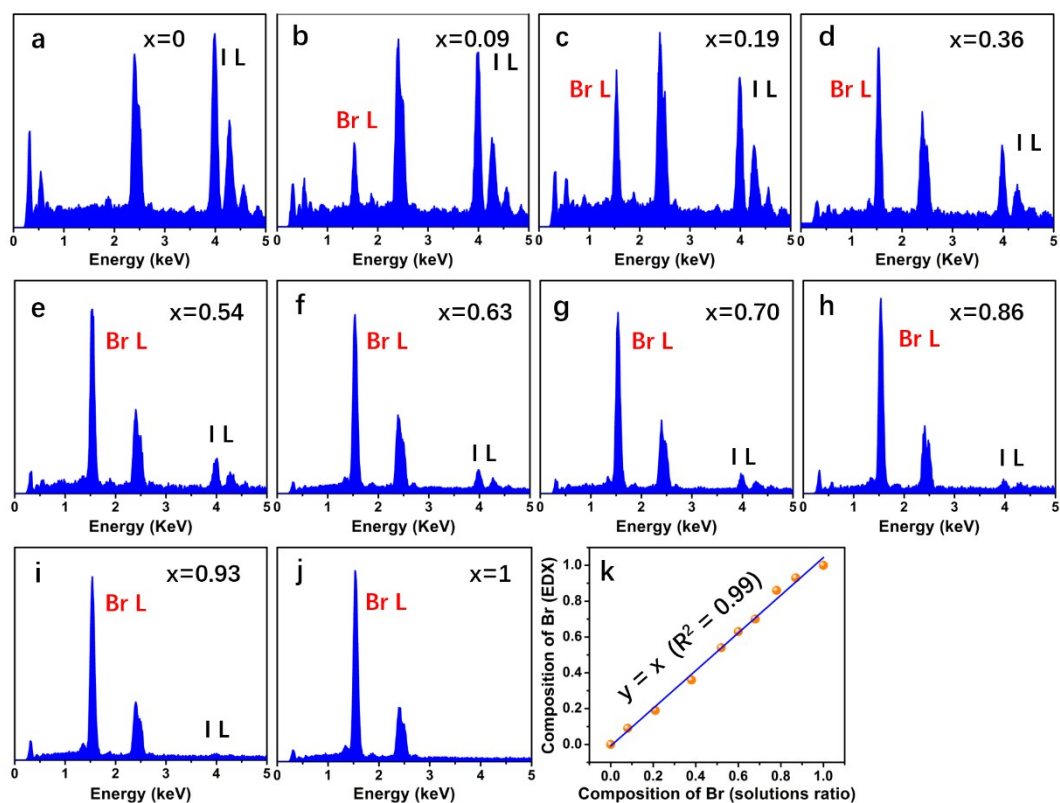 a
x=0
I L
0 1 2 3 4 5
Energy (keV)
b
x=0.09
Br L
I L
0 1 2 3 4 5
Energy (keV)
c
x=0.19
Br L
I L
0 1 2 3 4 5
Energy (keV)
d
x=0.36
Br L
I L
0 1 2 3 4 5
Energy (KeV)
e
x=0.54
Br L
I L
0 1 2 3 4 5
Energy (KeV)
f
x=0.63
Br L
I L
0 1 2 3 4 5
Energy (KeV)
g
x=0.70
Br L
I L
0 1 2 3 4 5
Energy (keV)
h
x=0.86
Br L
I L
0 1 2 3 4 5
Energy (KeV)
i
x=0.93
Br L
I L
0 1 2 3 4 5
Energy (keV)
j
x=1
Br L
0 1 2 3 4 5
Energy (keV)
k
y = x (R² = 0.99)
Composition of Br (EDX)
1.0
0.8
0.6
0.4
0.2
0.0
0.0 0.2 0.4 0.6 0.8 1.0
Composition of Br (solutions ratio)